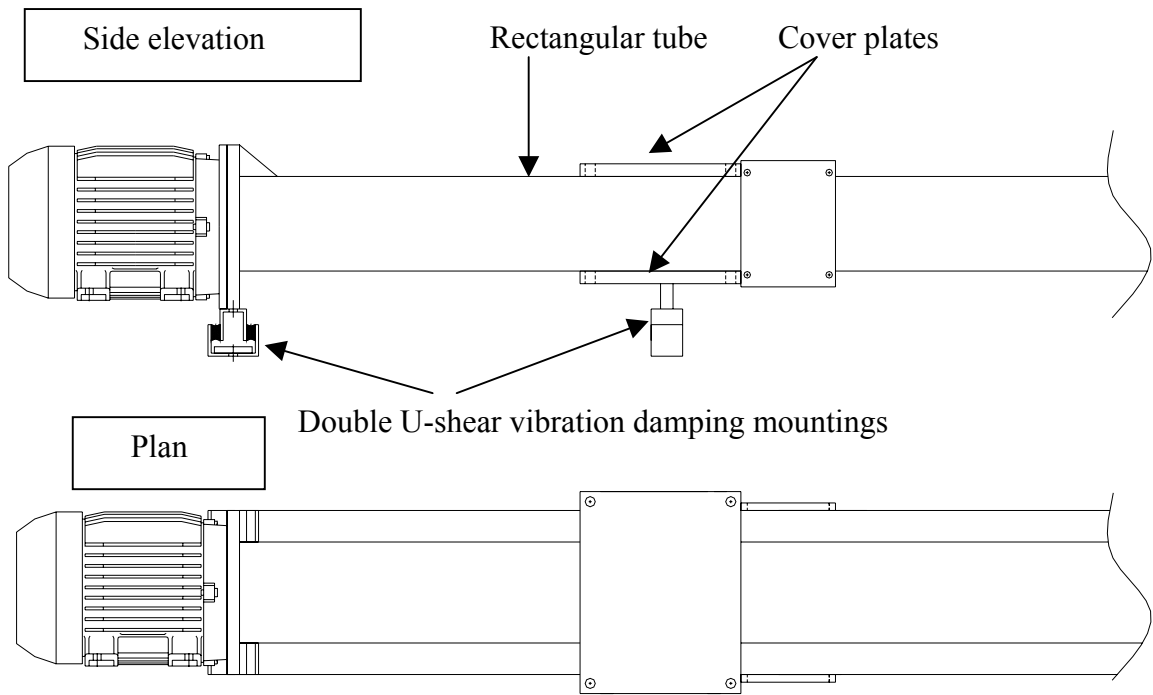 Side elevation
Rectangular tube
Cover plates
Double U-shear vibration damping mountings
Plan